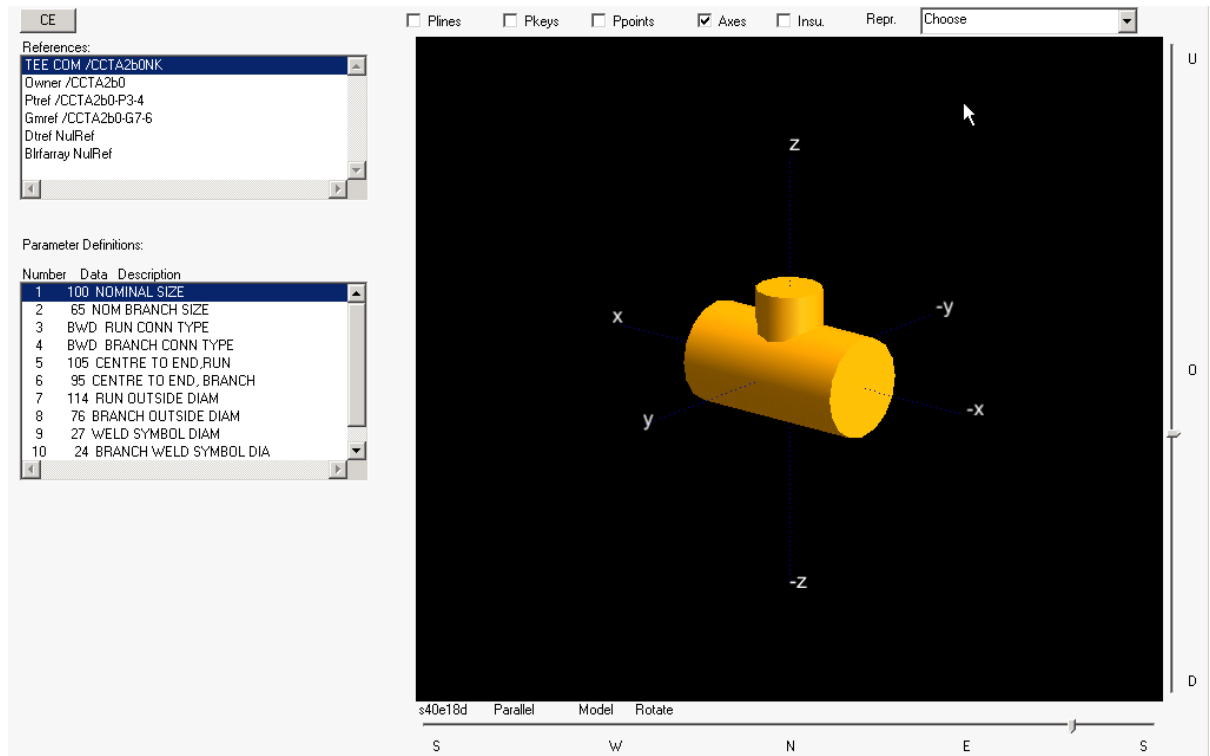 CE
Plines Pkeys Ppoints Axes Insu. Repr. Choose
References:
TEE COM /CCTA2b0NK
Owner /CCTA2b0
Ptref /CCTA2b0-P3-4
Gmref /CCTA2b0-G7-6
Dtref NulRef
Blrfarray NulRef
Parameter Definitions:
Number Data Description
1 100 NOMINAL SIZE
2 65 NOM BRANCH SIZE
3 BWD RUN CONN TYPE
4 BWD BRANCH CONN TYPE
5 105 CENTRE TO END,RUN
6 95 CENTRE TO END, BRANCH
7 114 RUN OUTSIDE DIAM
8 76 BRANCH OUTSIDE DIAM
9 27 WELD SYMBOL DIAM
10 24 BRANCH WELD SYMBOL DIA
z
x
-y
y
-x
-z
U
O
D
s40e18d Parallel Model Rotate
S W N E S